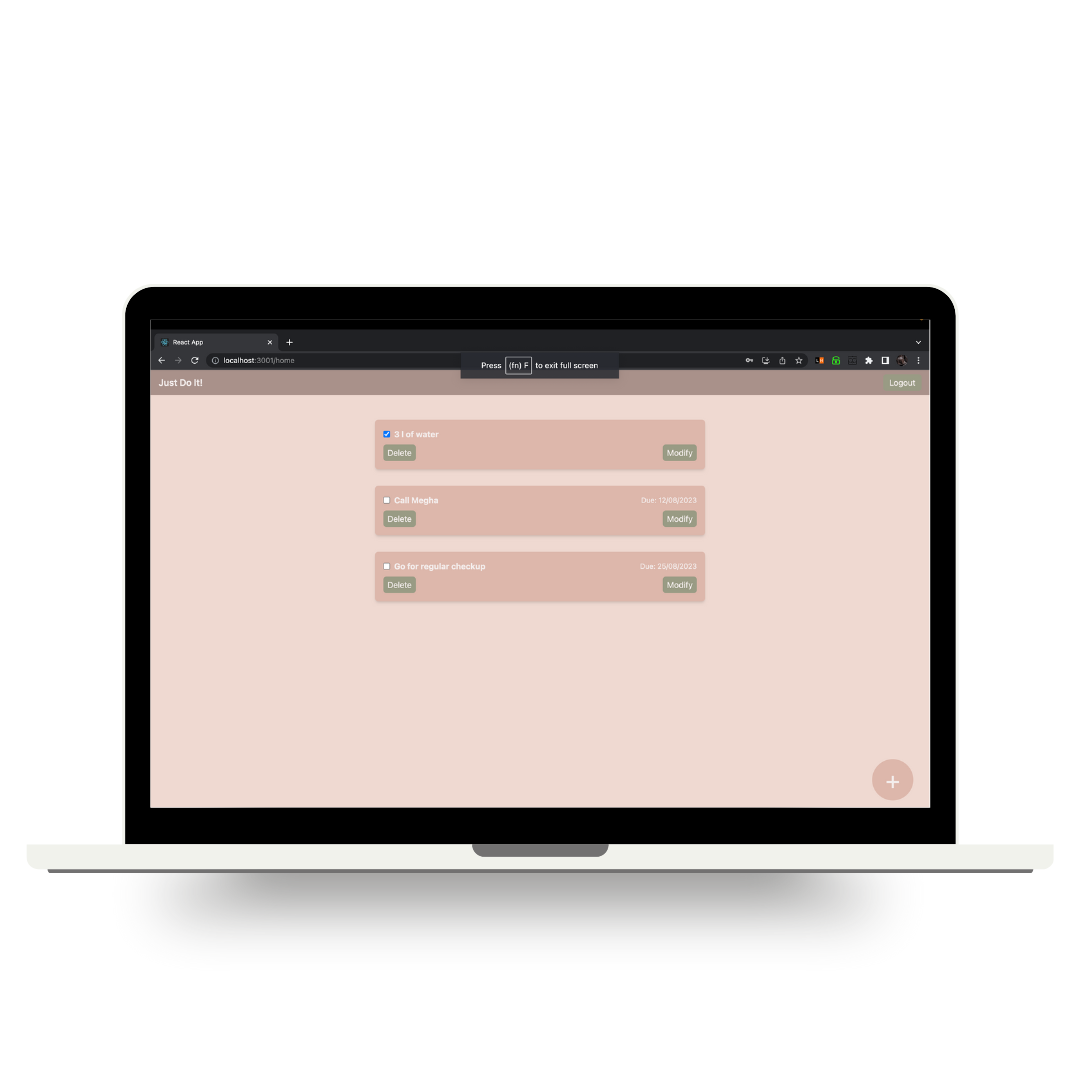 React App
localhost:3001/home
Press (fn) F to exit full screen
Just Do It!
Logout
3 l of water
Delete
Modify
Call Megha
Due: 12/08/2023
Delete
Modify
Go for regular checkup
Due: 25/08/2023
Delete
Modify